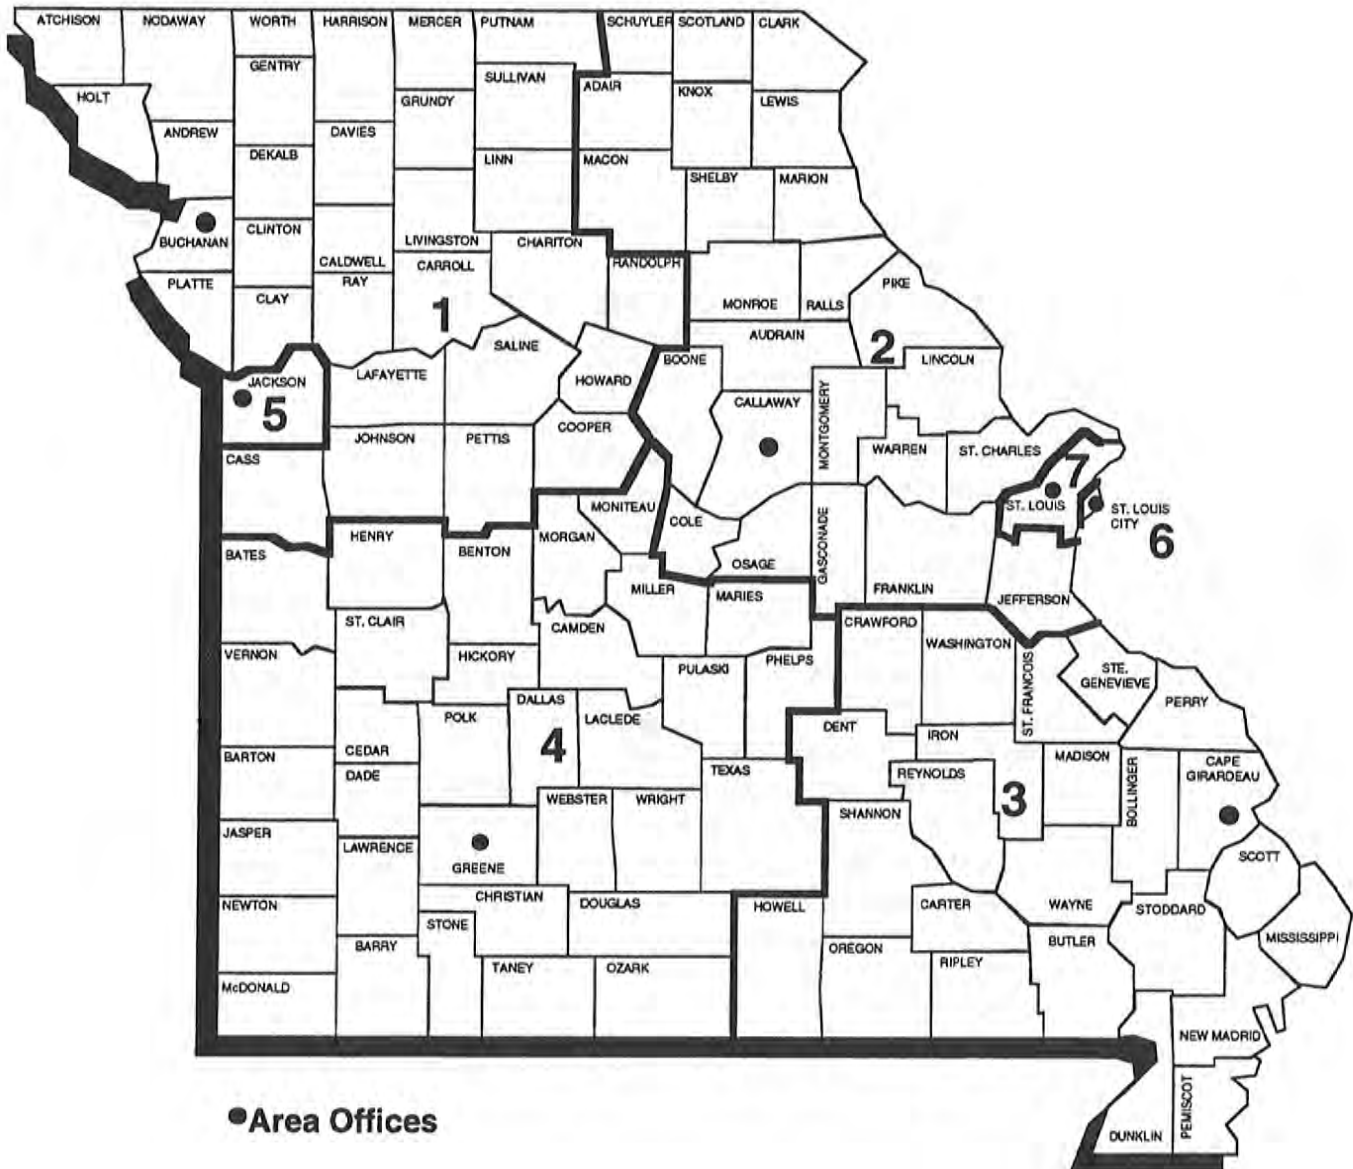 ATCHISON
NODAWAY
WORTH
HARRISON
MERCER
PUTNAM
SCHUYLER
SCOTLAND
CLARK
GENTRY
SULLIVAN
ADAIR
KNOX
LEWIS
HOLT
GRUNDY
ANDREW
DAVIES
DEKALB
LINN
MACON
SHELBY
MARION
BUCHANAN
CLINTON
LIVINGSTON
CHARITON
CALDWELL
CARROLL
RANDOLPH
PLATTE
CLAY
RAY
1
MONROE
RALLS
PIKE
AUDRAIN
2
SALINE
BOONE
LINCOLN
JACKSON
5
LAFAYETTE
HOWARD
CALLAWAY
MONTGOMERY
COOPER
JOHNSON
PETTIS
WARREN
ST. CHARLES
CASS
7
ST. LOUIS
ST. LOUIS
CITY
6
MONITEAU
COLE
HENRY
MORGAN
BENTON
BATES
OSAGE
GASCONADE
FRANKLIN
JEFFERSON
MILLER
MARIES
ST. CLAIR
CAMDEN
CRAWFORD
WASHINGTON
VERNON
HICKORY
PULASKI
PHELPS
ST. FRANCOIS
STE.
GENEVIEVE
PERRY
DALLAS
POLK
LACLEDE
DENT
IRON
4
CEDAR
BARTON
DADE
TEXAS
REYNOLDS
MADISON
BOLLINGER
CAPE
GIRARDEAU
3
WEBSTER
WRIGHT
SHANNON
JASPER
LAWRENCE
GREENE
SCOTT
CHRISTIAN
DOUGLAS
HOWELL
CARTER
WAYNE
STODDARD
NEWTON
STONE
MISSISSIPPI
BARRY
OREGON
BUTLER
RIPLEY
TANEY
OZARK
McDONALD
NEW MADRID
PEMISCOT
DUNKLIN
Area Offices